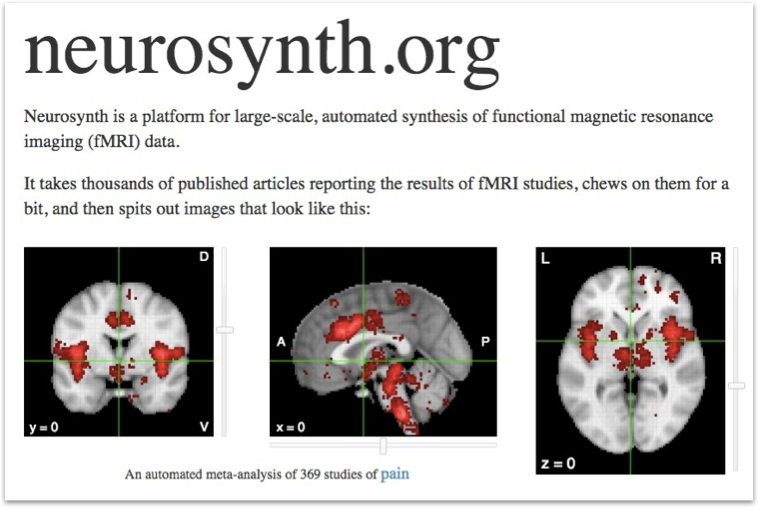 neurosynth.org
Neurosynth is a platform for large-scale, automated synthesis of functional magnetic resonance
imaging (fMRI) data.
It takes thousands of published articles reporting the results of fMRI studies, chews on them for a
bit, and then spits out images that look like this:
D
y=0 V
A P
x=0
L R
z=0
An automated meta-analysis of 369 studies of pain